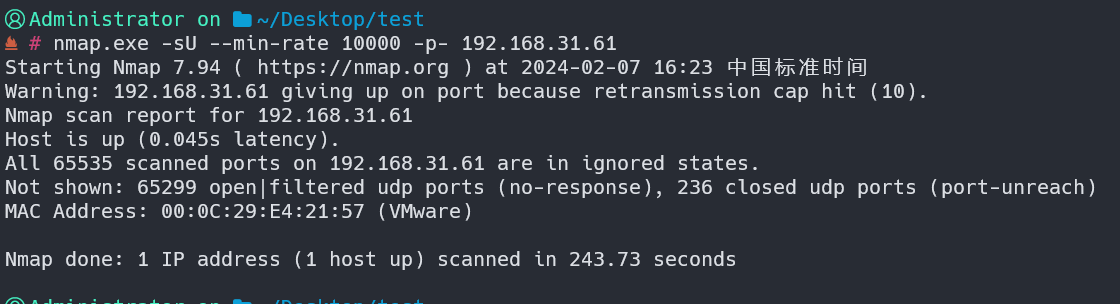 Administrator on ~/Desktop/test
# nmap.exe -sU --min-rate 10000 -p- 192.168.31.61
Starting Nmap 7.94 ( https://nmap.org ) at 2024-02-07 16:23 中国标准时间
Warning: 192.168.31.61 giving up on port because retransmission cap hit (10).
Nmap scan report for 192.168.31.61
Host is up (0.045s latency).
All 65535 scanned ports on 192.168.31.61 are in ignored states.
Not shown: 65299 open|filtered udp ports (no-response), 236 closed udp ports (port-unreach)
MAC Address: 00:0C:29:E4:21:57 (VMware)
Nmap done: 1 IP address (1 host up) scanned in 243.73 seconds
Administrator on ~/Desktop/test